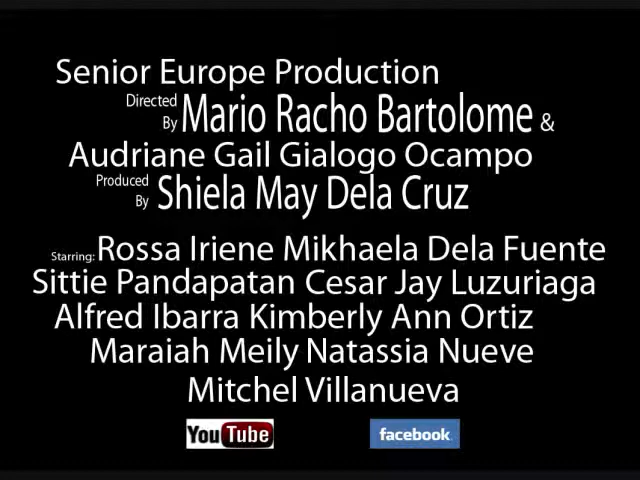 Senior Europe Production
Directed By Mario Racho Bartolome &
Audriane Gail Gialogo Ocampo
Produced By Shiela May Dela Cruz
Starring: Rossa Iriene Mikhaela Dela Fuente
Sittie Pandapatan Cesar Jay Luzuriaga
Alfred Ibarra Kimberly Ann Ortiz
Maraiah Meily Natassia Nueve
Mitchel Villanueva
YouTube facebook